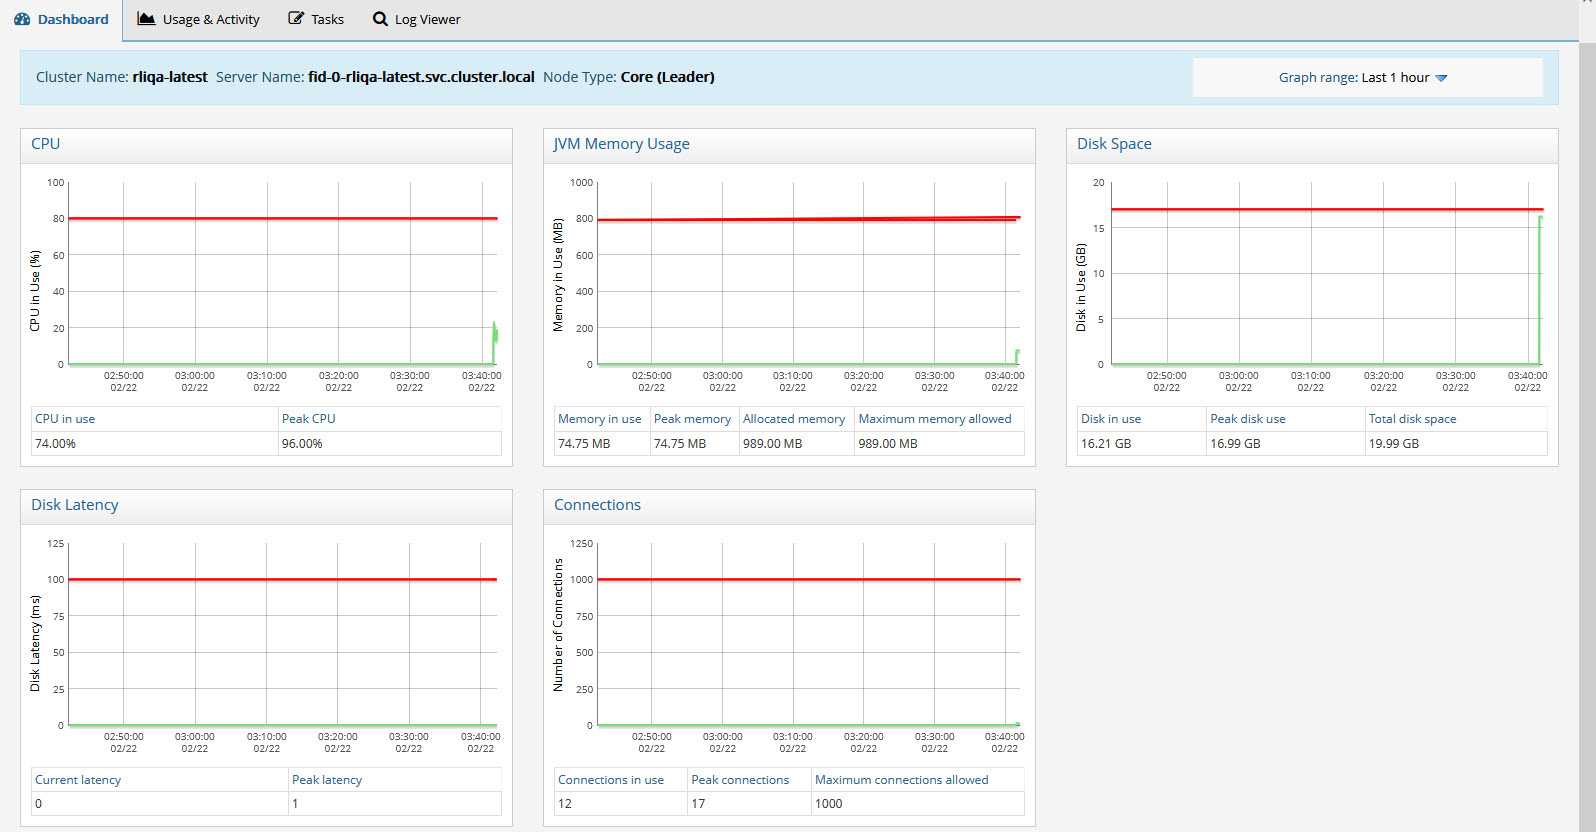 Dashboard Usage & Activity Tasks Log Viewer
Cluster Name: rliqa-latest Server Name: fid-0-rliqa-latest.svc.cluster.local Node Type: Core (Leader) Graph range: Last 1 hour
CPU
100
80
60
40
20
0
CPU in Use (%)
02:50:00 03:00:00 03:10:00 03:20:00 03:30:00 03:40:00
02/22 02/22 02/22 02/22 02/22 02/22
CPU in use Peak CPU
74.00% 96.00%
JVM Memory Usage
1000
800
600
400
200
0
Memory in Use (MB)
02:50:00 03:00:00 03:10:00 03:20:00 03:30:00 03:40:00
02/22 02/22 02/22 02/22 02/22 02/22
Memory in use Peak memory Allocated memory Maximum memory allowed
74.75 MB 74.75 MB 989.00 MB 989.00 MB
Disk Space
20
15
10
5
0
Disk in Use (GB)
02:50:00 03:00:00 03:10:00 03:20:00 03:30:00 03:40:00
02/22 02/22 02/22 02/22 02/22 02/22
Disk in use Peak disk use Total disk space
16.21 GB 16.99 GB 19.99 GB
Disk Latency
125
100
75
50
25
0
Disk Latency (ms)
02:50:00 03:00:00 03:10:00 03:20:00 03:30:00 03:40:00
02/22 02/22 02/22 02/22 02/22 02/22
Current latency Peak latency
0 1
Connections
1250
1000
750
500
250
0
Number of Connections
02:50:00 03:00:00 03:10:00 03:20:00 03:30:00 03:40:00
02/22 02/22 02/22 02/22 02/22 02/22
Connections in use Peak connections Maximum connections allowed
12 17 1000